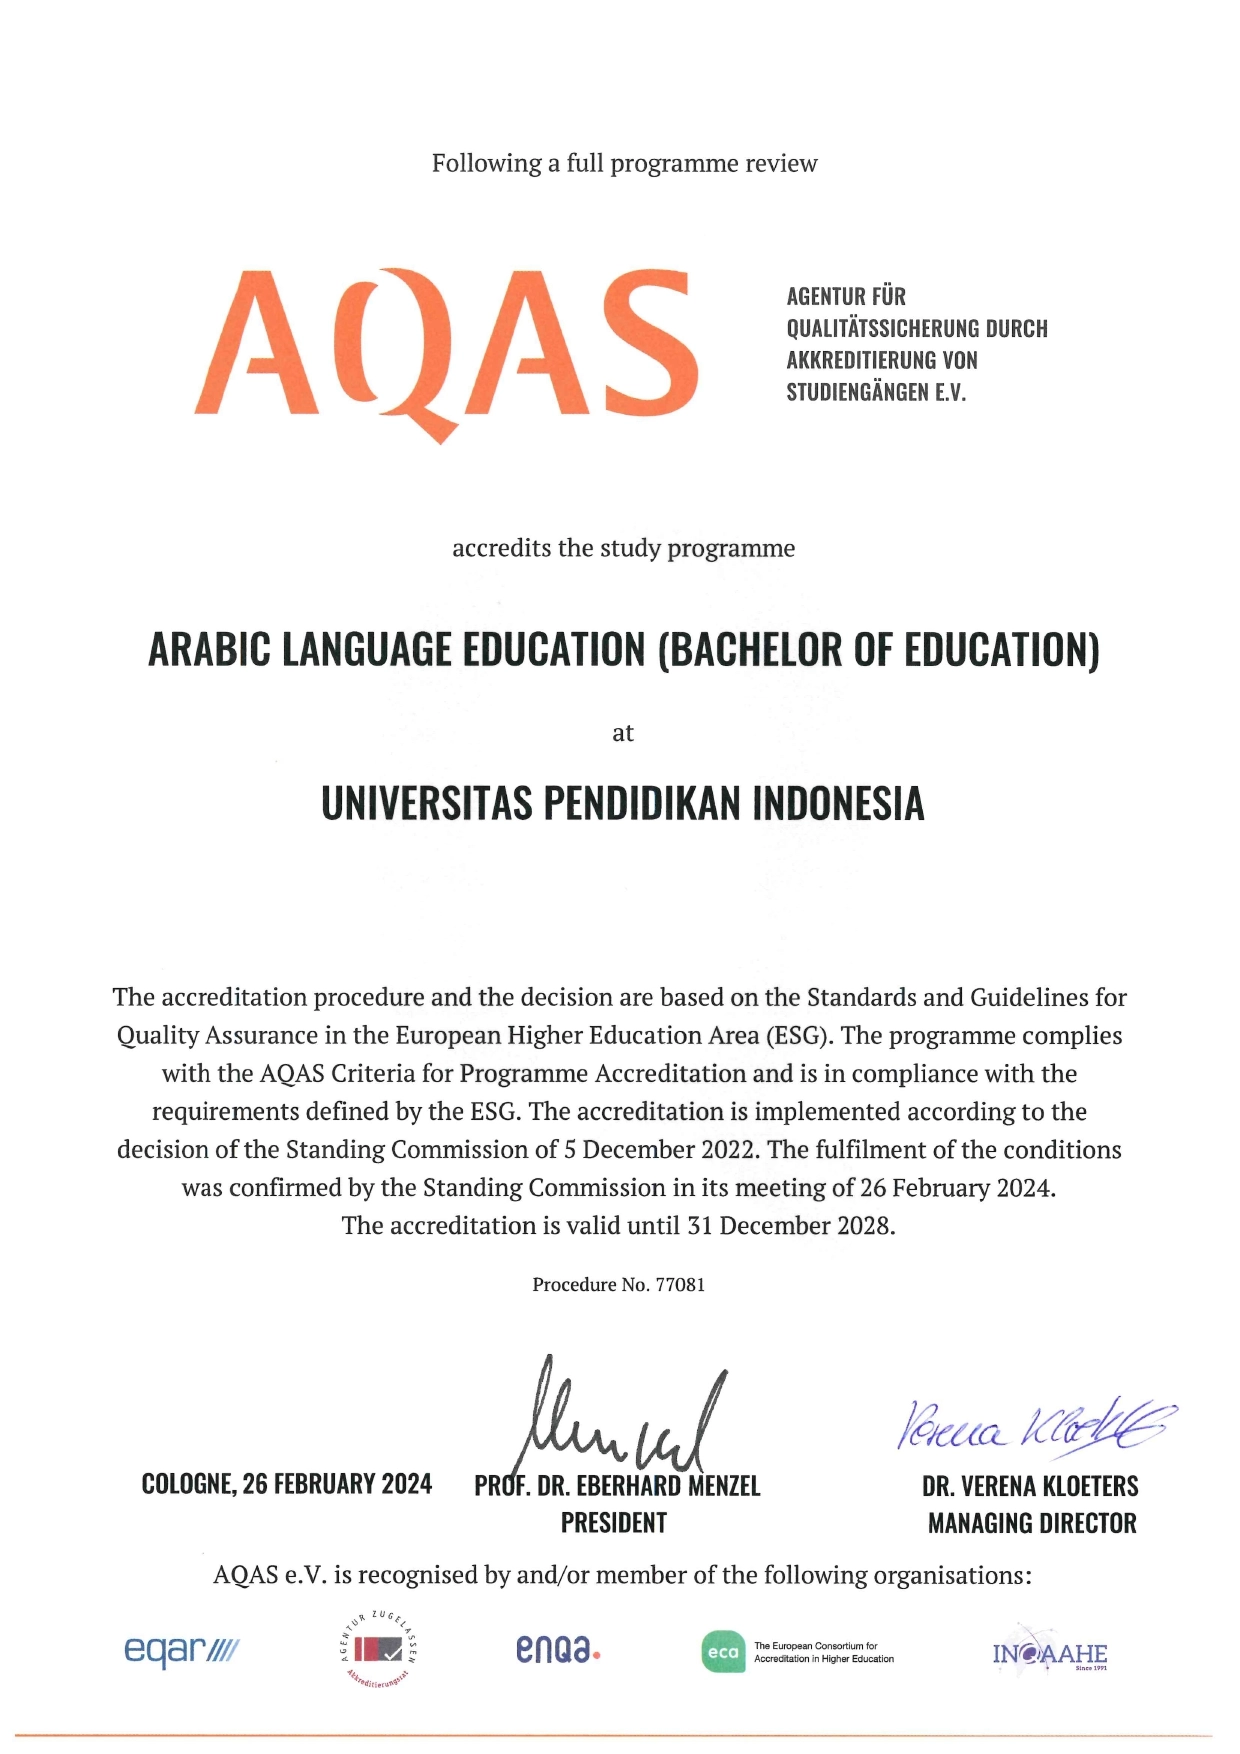 Following a full programme review
AQAS
AGENTUR FÜR
QUALITÄTSSICHERUNG DURCH
AKKREDITIERUNG VON
STUDIENGÄNGEN E.V.
accredits the study programme
ARABIC LANGUAGE EDUCATION (BACHELOR OF EDUCATION)
at
UNIVERSITAS PENDIDIKAN INDONESIA
The accreditation procedure and the decision are based on the Standards and Guidelines for
Quality Assurance in the European Higher Education Area (ESG). The programme complies
with the AQAS Criteria for Programme Accreditation and is in compliance with the
requirements defined by the ESG. The accreditation is implemented according to the
decision of the Standing Commission of 5 December 2022. The fulfilment of the conditions
was confirmed by the Standing Commission in its meeting of 26 February 2024.
The accreditation is valid until 31 December 2028.
Procedure No. 77081
Menzel
Verena Kloeters
COLOGNE, 26 FEBRUARY 2024
PROF. DR. EBERHARD MENZEL
PRESIDENT
DR. VERENA KLOETERS
MANAGING DIRECTOR
AQAS e.V. is recognised by and/or member of the following organisations:
eqar
AGENTUR ZUGELASSEN
Akkreditierungsrat
enqa.
eca
The European Consortium for
Accreditation in Higher Education
INQAAHE
Since 1991